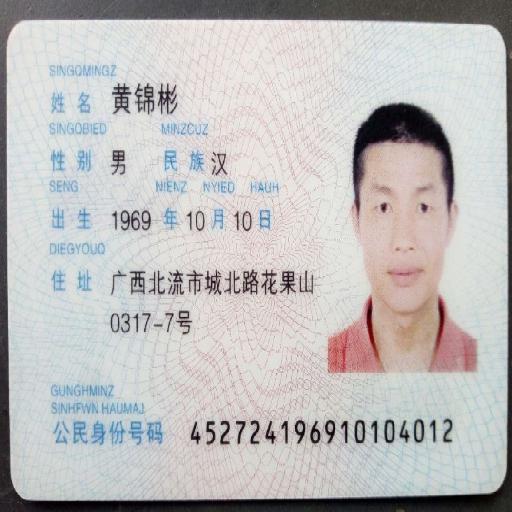 SINGQMINGZ
姓名 黄锦彬
SINGQBIED MINZCUZ
性别 男 民族 汉
SENG NIENZ NYIED HAUH
出生 1969 年 10 月 10 日
DIEGYOUQ
住址 广西北流市城北路花果山
0317-7号
GUNGHMINZ
SINHFWN HAUMAJ
公民身份号码 452724196910104012